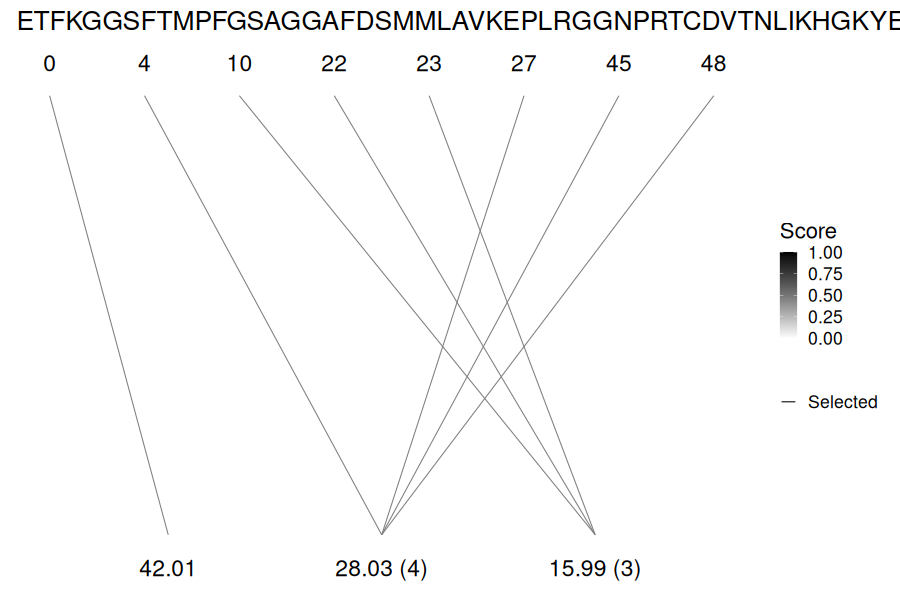 ETFKGGSFTMPFGSAGGAFDSMMLAVKEPLRGGNPRTCDVTNLIKHGKYE
0 4 10 22 23 27 45 48
Score
1.00
0.75
0.50
0.25
0.00
Selected
42.01 28.03 (4) 15.99 (3)